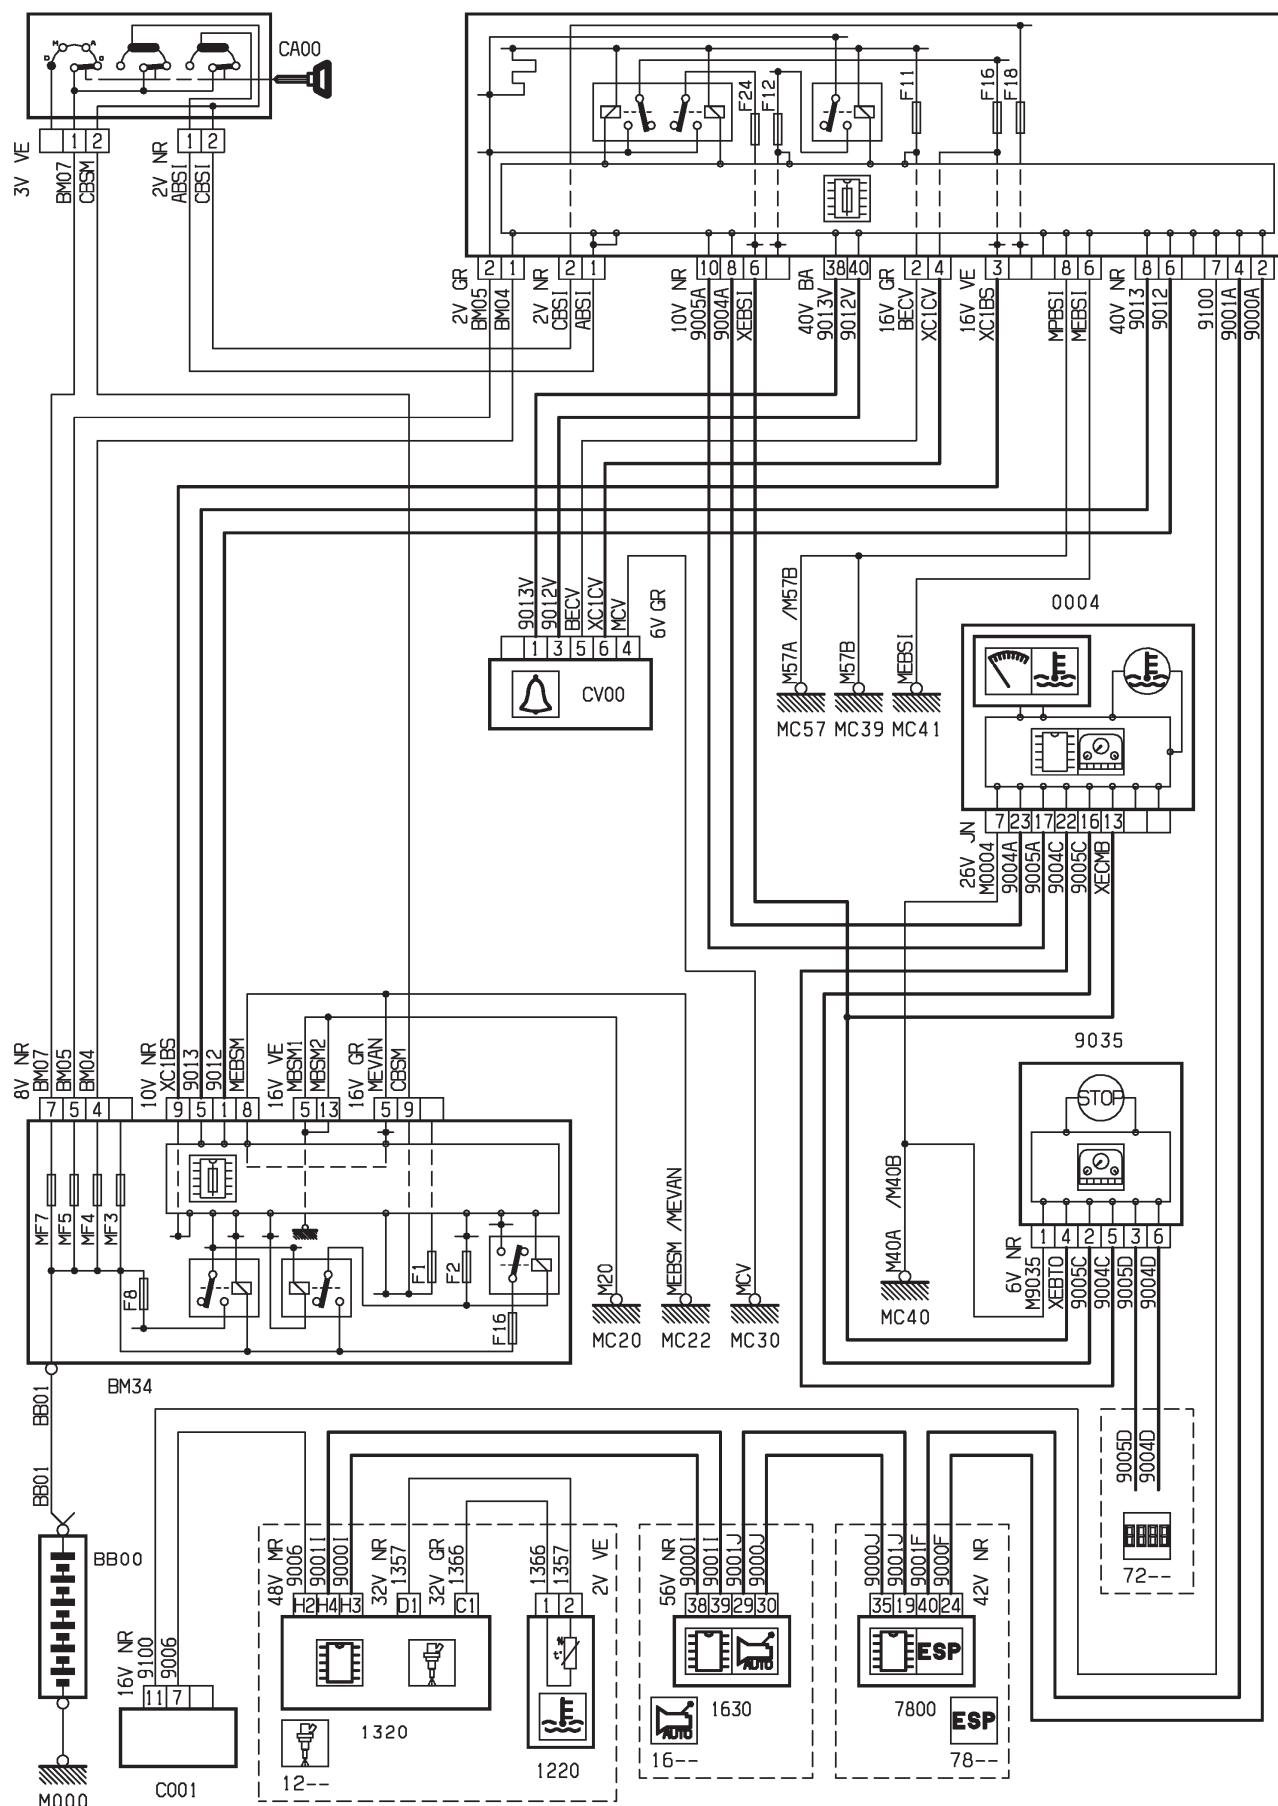 CA00
M A
D
1 2
1 2
3V VE
BM07
CBSM
2V NR
ABSI
CBSI
F24
F12
F11
F16
F18
2 1
2 1
10 8 6
38 40
2 4
3
8 6
8 6
7 4 2
2V GR
BM05
BM04
2V NR
CBSI
ABSI
10V NR
9005A
9004A
XEBSI
40V BA
9013V
9012V
16V GR
BECV
XC1CV
16V VE
XC1BS
MPBSI
MEBSI
40V NR
9013
9012
9100
9001A
9000A
9013V
9012V
BECV
XC1CV
MCV
6V GR
1 3 5 6 4
CV00
M57A /M57B
M57B
MEBSI
MC57 MC39 MC41
0004
7 23 17 22 16 13
26V JN
M0004
9004A
9005A
9004C
9005C
XECMB
9035
STOP
8V NR
BM07
BM05
BM04
10V NR
XC1BS
9013
9012
MEBSM
16V VE
MBSM1
MBSM2
16V GR
MEVAN
CBSM
7 5 4
9 5 1 8
5 13
5 9
MF7
MF5
MF4
MF3
F8
F1
F2
F16
BM34
M20
MEBSM /MEVAN
MCV
MC20 MC22 MC30
M40A /M40B
MC40
1 4 2 5 3 6
6V NR
M9035
XEBTO
9005C
9004C
9005D
9004D
BB01
BB01
BB00
M000
9005D
9004D
72--
16V NR
9100
9006
11 7
C001
48V MR
9006
9001I
9000I
32V NR
1357
32V GR
1366
H2 H4 H3
D1
C1
1320
12--
1366
1357
2V VE
1 2
t°
1220
56V NR
9000I
9001I
9001J
9000J
38 39 29 30
AUTO
1630
AUTO
16--
9000J
9001J
9001F
9000F
42V NR
35 19 40 24
ESP
7800
ESP
78--